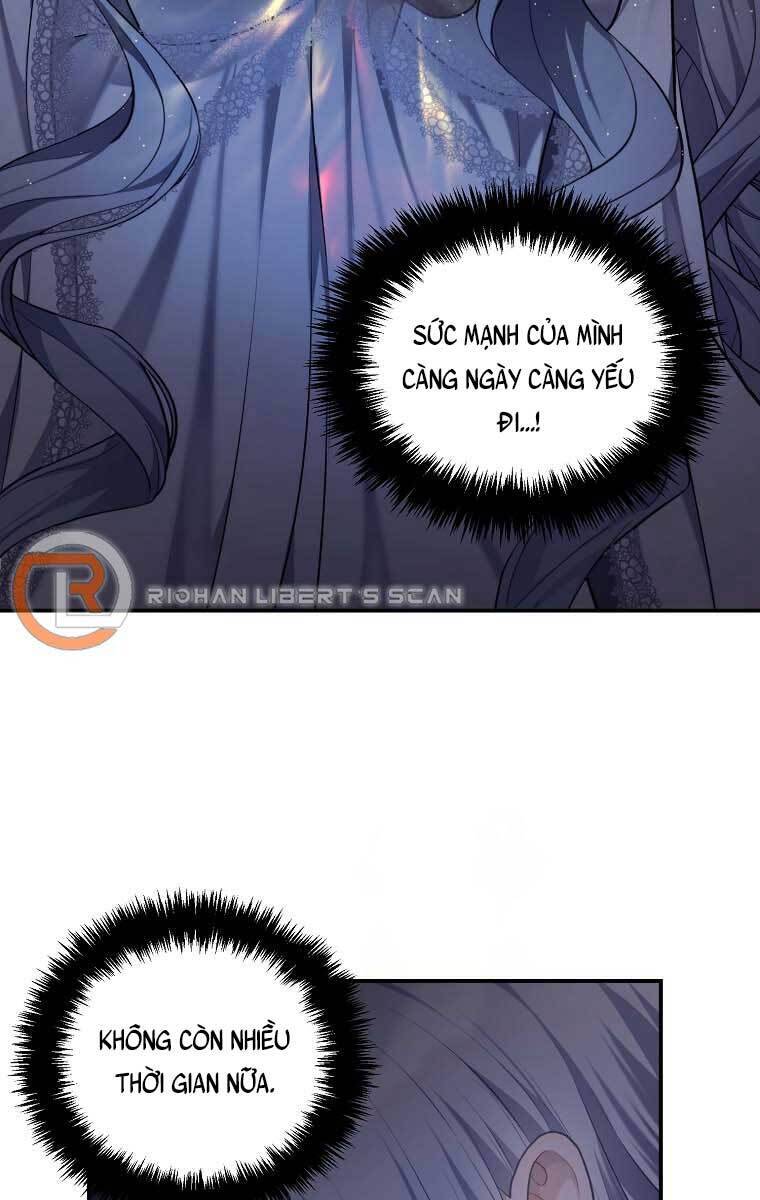 SỨC MẠNH CỦA MÌNH
CÀNG NGÀY CÀNG YẾU
ĐI...!
RIOHAN LIBERT'S SCAN
KHÔNG CÒN NHIỀU
THỜI GIAN NỮA.